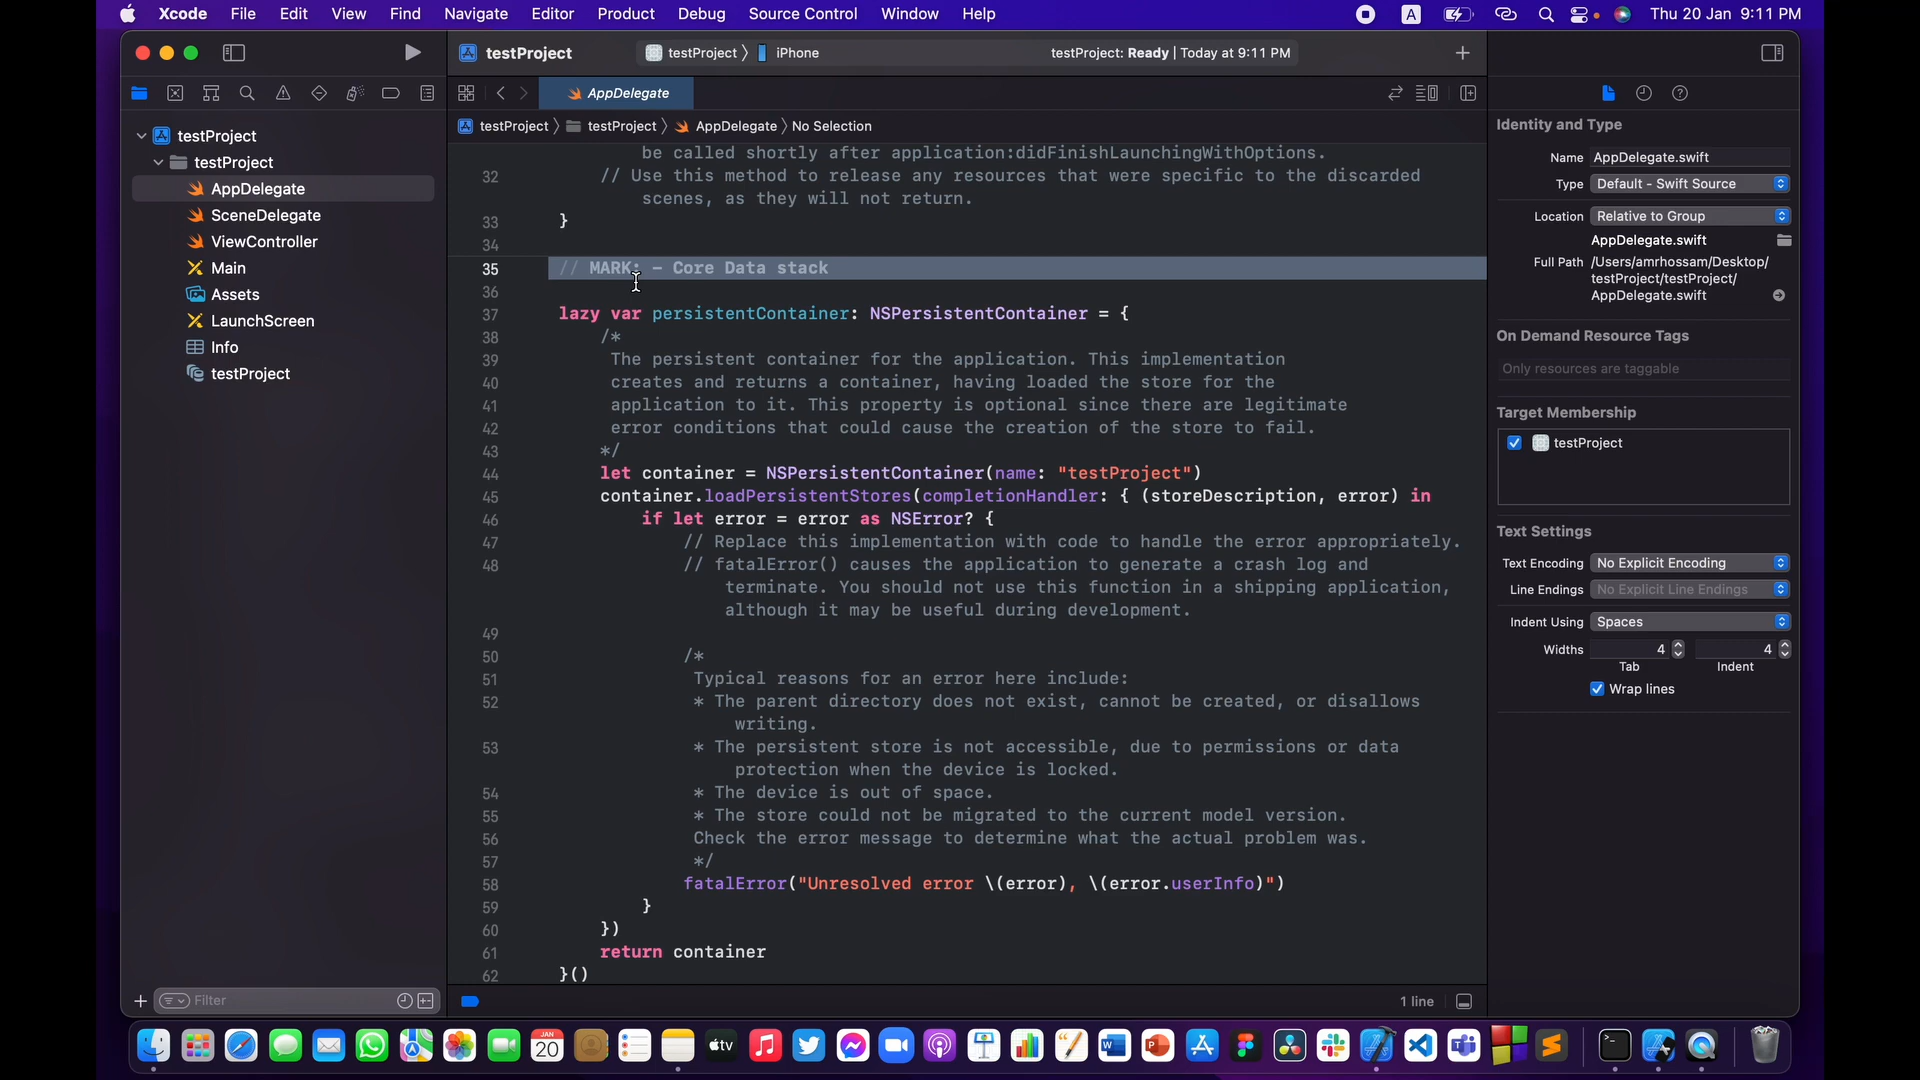 Xcode File Edit View Find Navigate Editor Product Debug Source Control Window Help A Thu 20 Jan 9:11 PM
testProject testProject iPhone testProject: Ready | Today at 9:11 PM
AppDelegate
testProject testProject AppDelegate No Selection
testProject
testProject
AppDelegate
SceneDelegate
ViewController
Main
Assets
LaunchScreen
Info
testProject
Filter
be called shortly after application:didFinishLaunchingWithOptions.
32 // Use this method to release any resources that were specific to the discarded
scenes, as they will not return.
33 }
34
35 // MARK: - Core Data stack
36
37 lazy var persistentContainer: NSPersistentContainer = {
38 /*
39 The persistent container for the application. This implementation
40 creates and returns a container, having loaded the store for the
41 application to it. This property is optional since there are legitimate
42 error conditions that could cause the creation of the store to fail.
43 */
44 let container = NSPersistentContainer(name: "testProject")
45 container.loadPersistentStores(completionHandler: { (storeDescription, error) in
46 if let error = error as NSError? {
47 // Replace this implementation with code to handle the error appropriately.
48 // fatalError() causes the application to generate a crash log and
terminate. You should not use this function in a shipping application,
although it may be useful during development.
49
50 /*
51 Typical reasons for an error here include:
52 * The parent directory does not exist, cannot be created, or disallows
writing.
53 * The persistent store is not accessible, due to permissions or data
protection when the device is locked.
54 * The device is out of space.
55 * The store could not be migrated to the current model version.
56 Check the error message to determine what the actual problem was.
57 */
58 fatalError("Unresolved error \(error), \(error.userInfo)")
59 }
60 })
61 return container
62 }()
1 line
Identity and Type
Name AppDelegate.swift
Type Default - Swift Source
Location Relative to Group
AppDelegate.swift
Full Path /Users/amrhossam/Desktop/
testProject/testProject/
AppDelegate.swift
On Demand Resource Tags
Only resources are taggable
Target Membership
testProject
Text Settings
Text Encoding No Explicit Encoding
Line Endings No Explicit Line Endings
Indent Using Spaces
Widths 4 4
Tab Indent
Wrap lines
JAN
20
tv